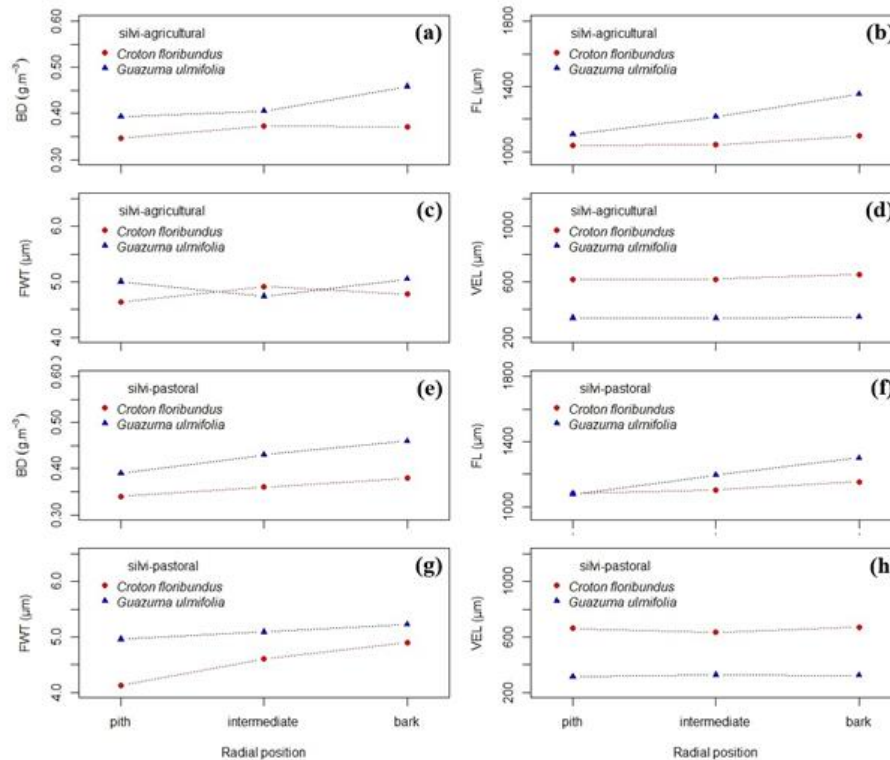 silvi-agricultural
(a)
Croton floribundus
Guazuma ulmifolia
BD (g.m⁻³)
0.30 0.40 0.50 0.60
silvi-agricultural
(b)
Croton floribundus
Guazuma ulmifolia
FL (µm)
1000 1400 1800
silvi-agricultural
(c)
Croton floribundus
Guazuma ulmifolia
FWT (µm)
4.0 5.0 6.0
silvi-agricultural
(d)
Croton floribundus
Guazuma ulmifolia
VEL (µm)
200 600 1000
silvi-pastoral
(e)
Croton floribundus
Guazuma ulmifolia
BD (g.m⁻³)
0.30 0.40 0.50 0.60
silvi-pastoral
(f)
Croton floribundus
Guazuma ulmifolia
FL (µm)
1000 1400 1800
silvi-pastoral
(g)
Croton floribundus
Guazuma ulmifolia
FWT (µm)
4.0 5.0 6.0
pith intermediate bark
Radial position
silvi-pastoral
(h)
Croton floribundus
Guazuma ulmifolia
VEL (µm)
200 600 1000
pith intermediate bark
Radial position